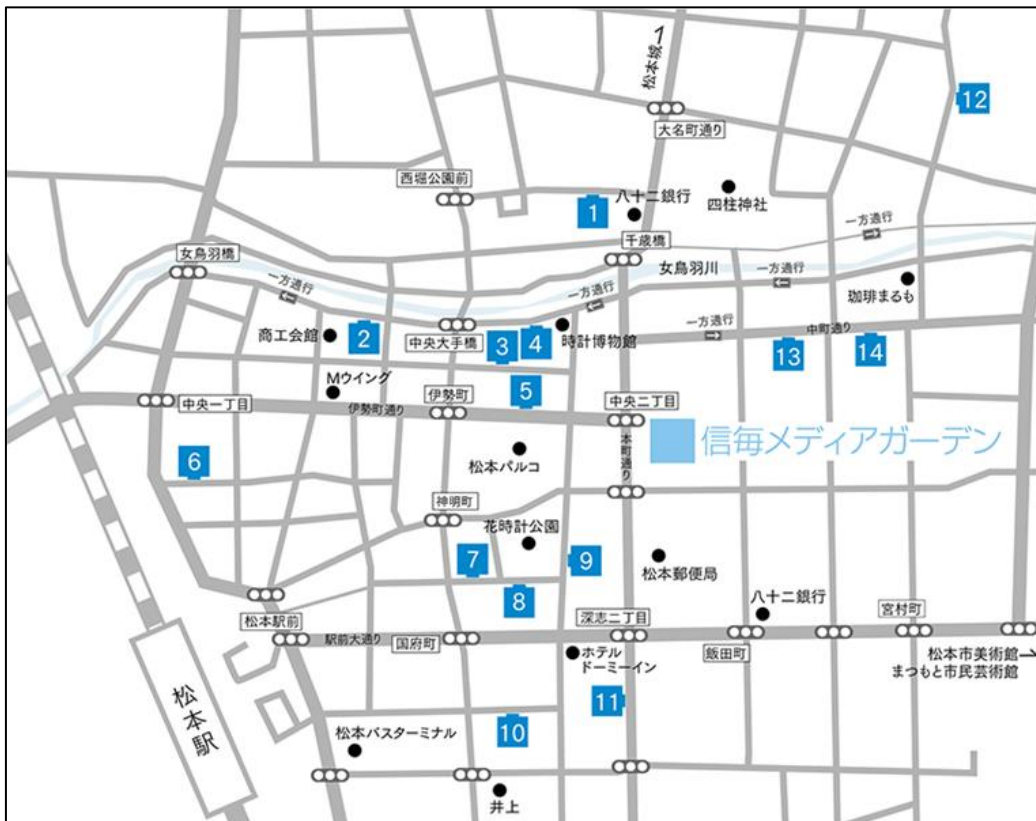 松本城
12
大名町通り
西堀公園前
1
八十二銀行
四柱神社
一方通行
千歳橋
女鳥羽橋
女鳥羽川
一方通行
一方通行
一方通行
珈琲まるも
商工会館
2
中央大手橋
3
4
時計博物館
一方通行
中町通り
13
14
Mウイング
5
伊勢町
中央一丁目
伊勢町通り
中央二丁目
信毎メディアガーデン
6
松本パルコ
本町通り
神明町
花時計公園
7
9
松本郵便局
8
八十二銀行
松本駅前
駅前大通り
国府町
深志二丁目
飯田町
宮村町
ホテル
ドーミーイン
松本市美術館
まつもと市民芸術館
松本駅
11
10
松本バスターミナル
井上